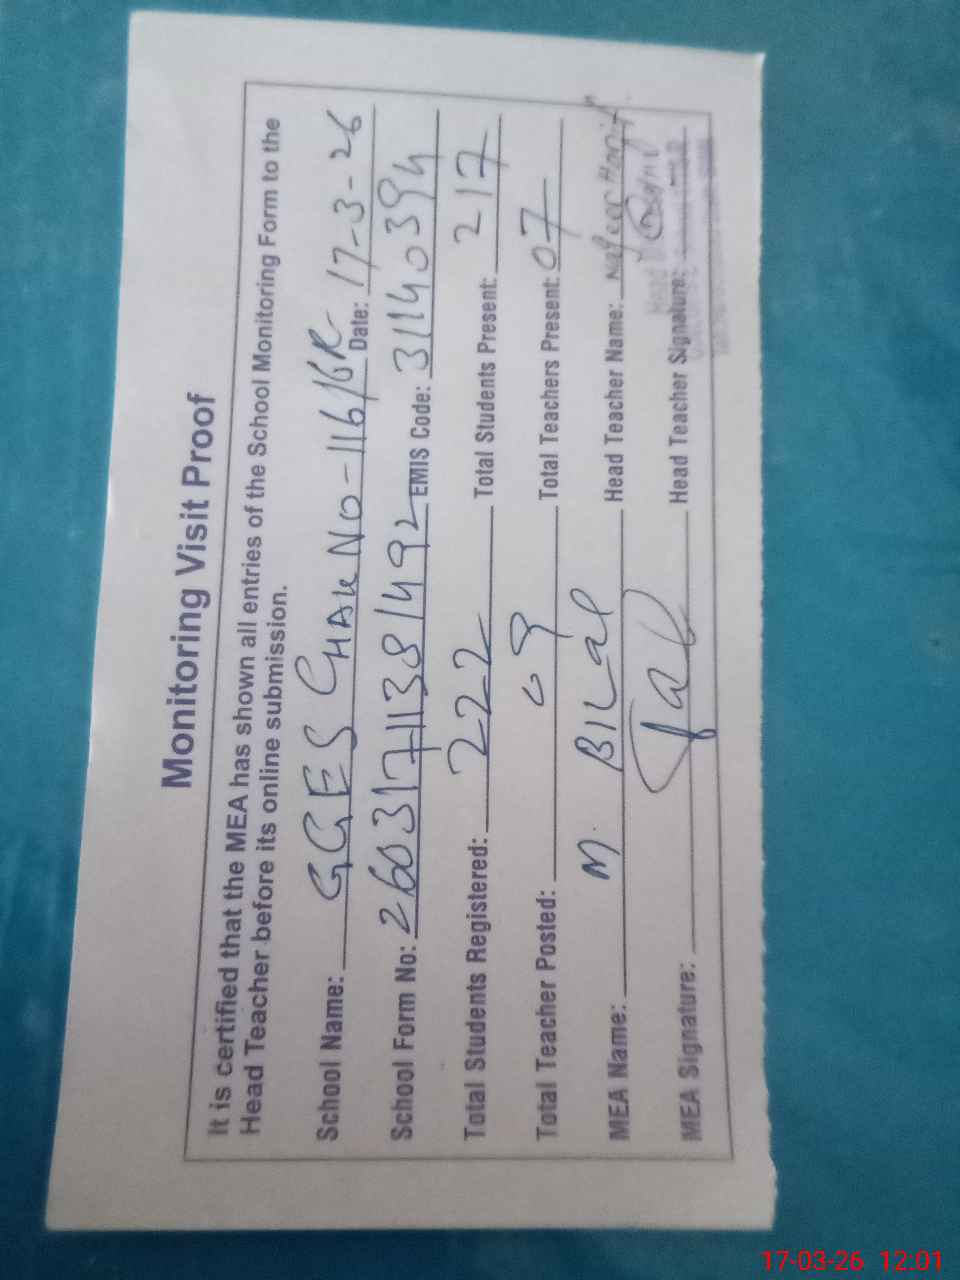 Monitoring Visit Proof
It is certified that the MEA has shown all entries of the School Monitoring Form to the
Head Teacher before its online submission.
School Name: GGES CHAK NO-116/6R Date: 17-3-26
School Form No: 26031711381492 EMIS Code: 31140394
Total Students Registered: 222 Total Students Present: 217
Total Teacher Posted: 09 Total Teachers Present: 07
MEA Name: M. BILal Head Teacher Name:
MEA Signature: Head Teacher Signature:
17-03-26 12:01